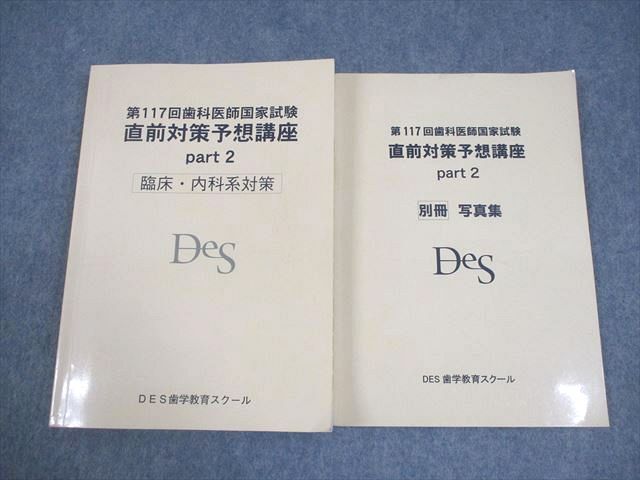 第117回歯科医師国家試験
直前対策予想講座
part 2
臨床・内科系対策
DeS
DES歯学教育スクール
第117回歯科医師国家試験
直前対策予想講座
part 2
別冊 写真集
DeS
DES歯学教育スクール